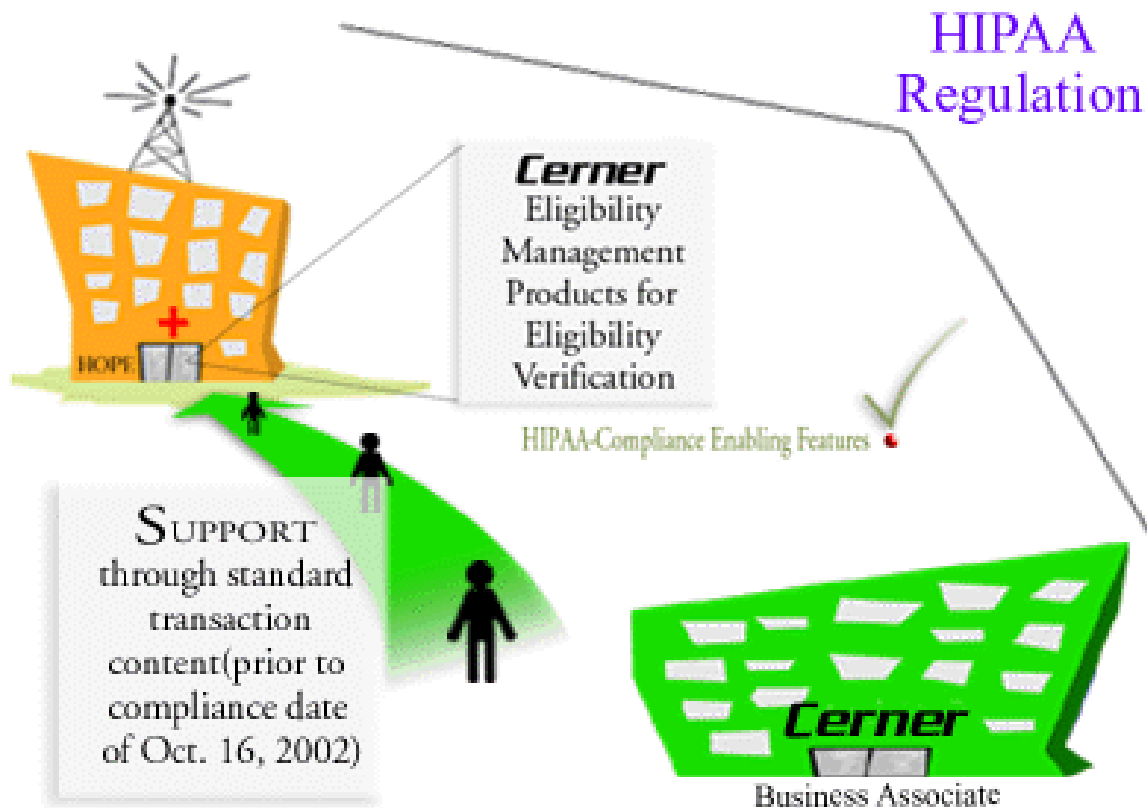 HIPAA
Regulation
Cerner
Eligibility
Management
Products for
Eligibility
Verification
HOPE
HIPAA-Compliance Enabling Features
SUPPORT
through standard
transaction
content(prior to
compliance date
of Oct. 16, 2002)
Cerner
Business Associate